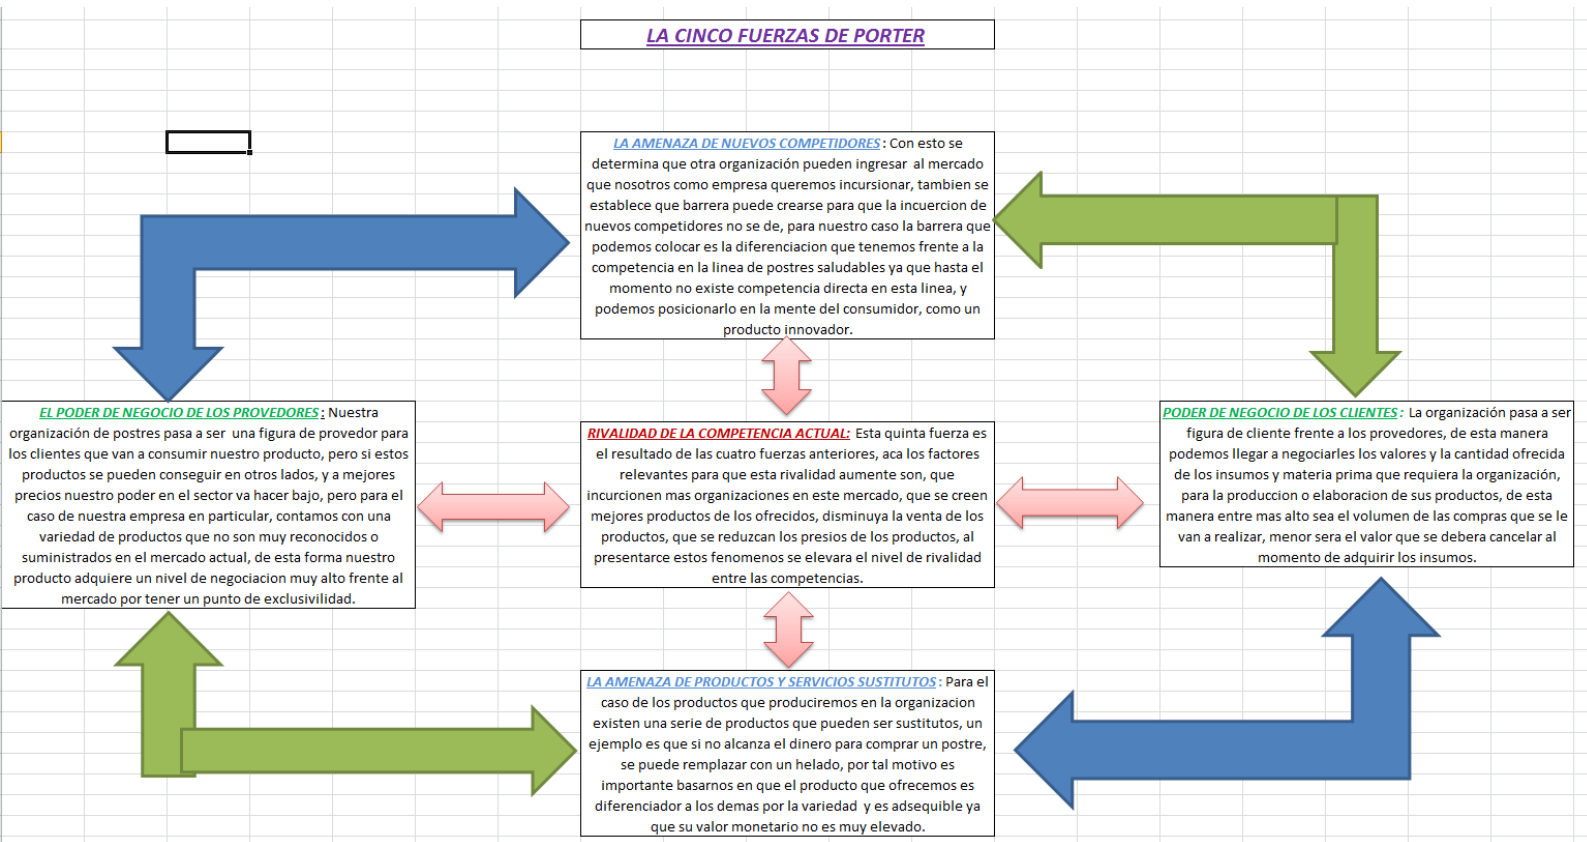 LA CINCO FUERZAS DE PORTER
LA AMENAZA DE NUEVOS COMPETIDORES : Con esto se
determina que otra organización pueden ingresar al mercado
que nosotros como empresa queremos incursionar, tambien se
establece que barrera puede crearse para que la incuercion de
nuevos competidores no se de, para nuestro caso la barrera que
podemos colocar es la diferenciacion que tenemos frente a la
competencia en la linea de postres saludables ya que hasta el
momento no existe competencia directa en esta linea, y
podemos posicionarlo en la mente del consumidor, como un
producto innovador.
EL PODER DE NEGOCIO DE LOS PROVEDORES : Nuestra
organización de postres pasa a ser una figura de provedor para
los clientes que van a consumir nuestro producto, pero si estos
productos se pueden conseguir en otros lados, y a mejores
precios nuestro poder en el sector va hacer bajo, pero para el
caso de nuestra empresa en particular, contamos con una
variedad de productos que no son muy reconocidos o
suministrados en el mercado actual, de esta forma nuestro
producto adquiere un nivel de negociacion muy alto frente al
mercado por tener un punto de exclusivilidad.
RIVALIDAD DE LA COMPETENCIA ACTUAL: Esta quinta fuerza es
el resultado de las cuatro fuerzas anteriores, aca los factores
relevantes para que esta rivalidad aumente son, que
incurcionen mas organizaciones en este mercado, que se creen
mejores productos de los ofrecidos, disminuya la venta de los
productos, que se reduzcan los presios de los productos, al
presentarce estos fenomenos se elevara el nivel de rivalidad
entre las competencias.
PODER DE NEGOCIO DE LOS CLIENTES : La organización pasa a ser
figura de cliente frente a los provedores, de esta manera
podemos llegar a negociarles los valores y la cantidad ofrecida
de los insumos y materia prima que requiera la organización,
para la produccion o elaboracion de sus productos, de esta
manera entre mas alto sea el volumen de las compras que se le
van a realizar, menor sera el valor que se debera cancelar al
momento de adquirir los insumos.
LA AMENAZA DE PRODUCTOS Y SERVICIOS SUSTITUTOS : Para el
caso de los productos que produciremos en la organizacion
existen una serie de productos que pueden ser sustitutos, un
ejemplo es que si no alcanza el dinero para comprar un postre,
se puede remplazar con un helado, por tal motivo es
importante basarnos en que el producto que ofrecemos es
diferenciador a los demas por la variedad y es adsequible ya
que su valor monetario no es muy elevado.